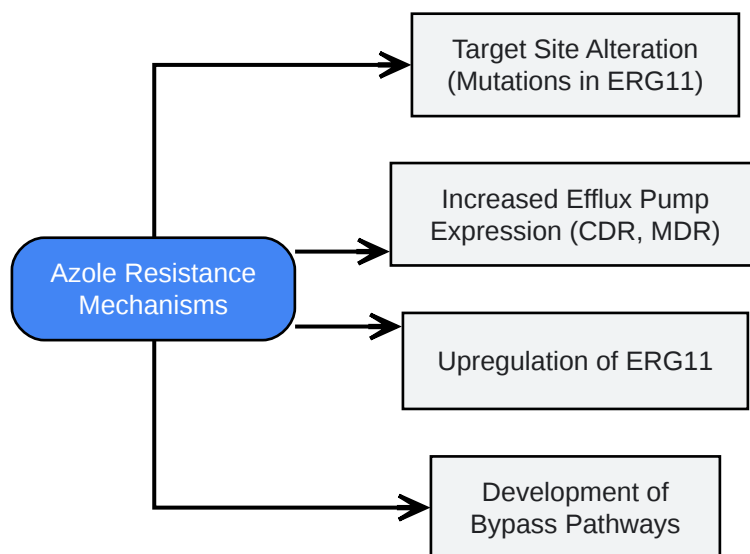 Target Site Alteration
(Mutations in ERG11)
Increased Efflux Pump
Expression (CDR, MDR)
Azole Resistance
Mechanisms
Upregulation of ERG11
Development of
Bypass Pathways